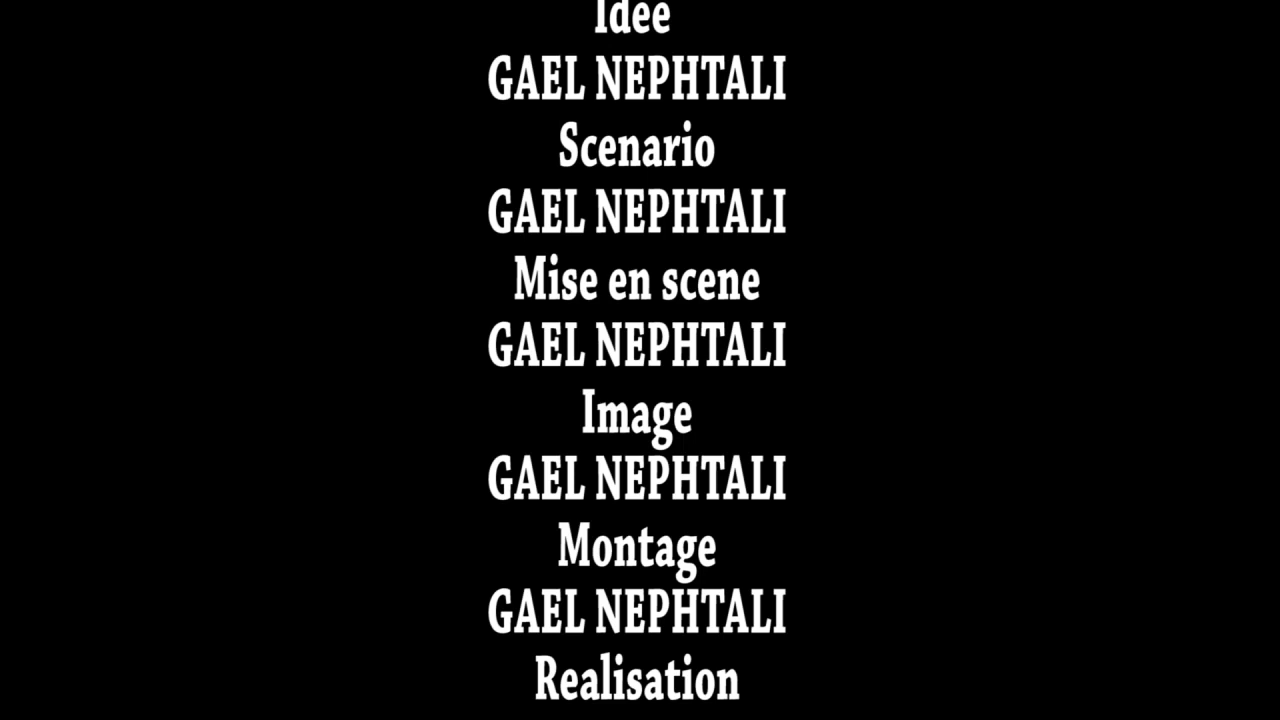 Idee
GAEL NEPHTALI
Scenario
GAEL NEPHTALI
Mise en scene
GAEL NEPHTALI
Image
GAEL NEPHTALI
Montage
GAEL NEPHTALI
Realisation